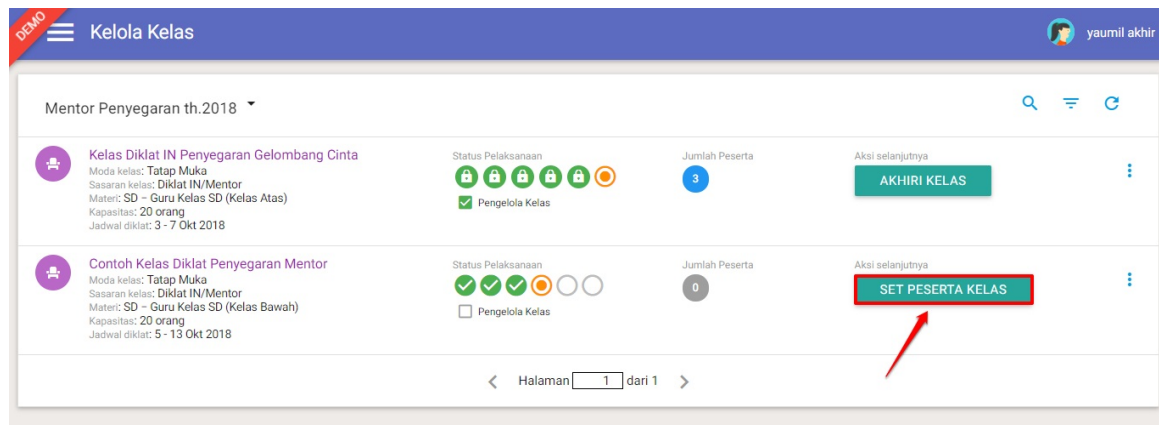 DEMO
Kelola Kelas
yaumil akhir
Mentor Penyegaran th.2018
Kelas Diklat IN Penyegaran Gelombang Cinta
Moda kelas: Tatap Muka
Sasaran kelas: Diklat IN/Mentor
Materi: SD – Guru Kelas SD (Kelas Atas)
Kapasitas: 20 orang
Jadwal diklat: 3 - 7 Okt 2018
Status Pelaksanaan
Pengelola Kelas
Jumlah Peserta
3
Aksi selanjutnya
AKHIRI KELAS
Contoh Kelas Diklat Penyegaran Mentor
Moda kelas: Tatap Muka
Sasaran kelas: Diklat IN/Mentor
Materi: SD – Guru Kelas SD (Kelas Bawah)
Kapasitas: 20 orang
Jadwal diklat: 5 - 13 Okt 2018
Status Pelaksanaan
Pengelola Kelas
Jumlah Peserta
0
Aksi selanjutnya
SET PESERTA KELAS
Halaman 1 dari 1